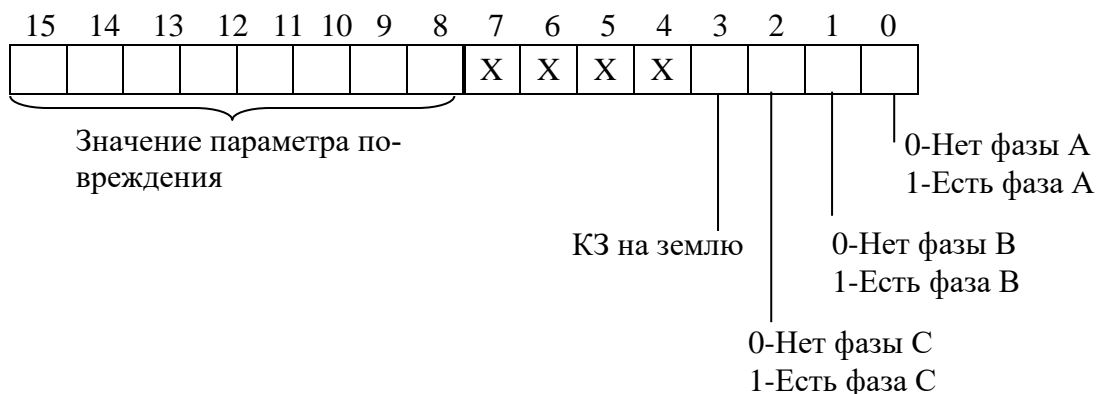 15 14 13 12 11 10 9 8 7 6 5 4 3 2 1 0
X X X X
Значение параметра по-
вреждения
0-Нет фазы А
1-Есть фаза А
КЗ на землю
0-Нет фазы В
1-Есть фаза В
0-Нет фазы С
1-Есть фаза С